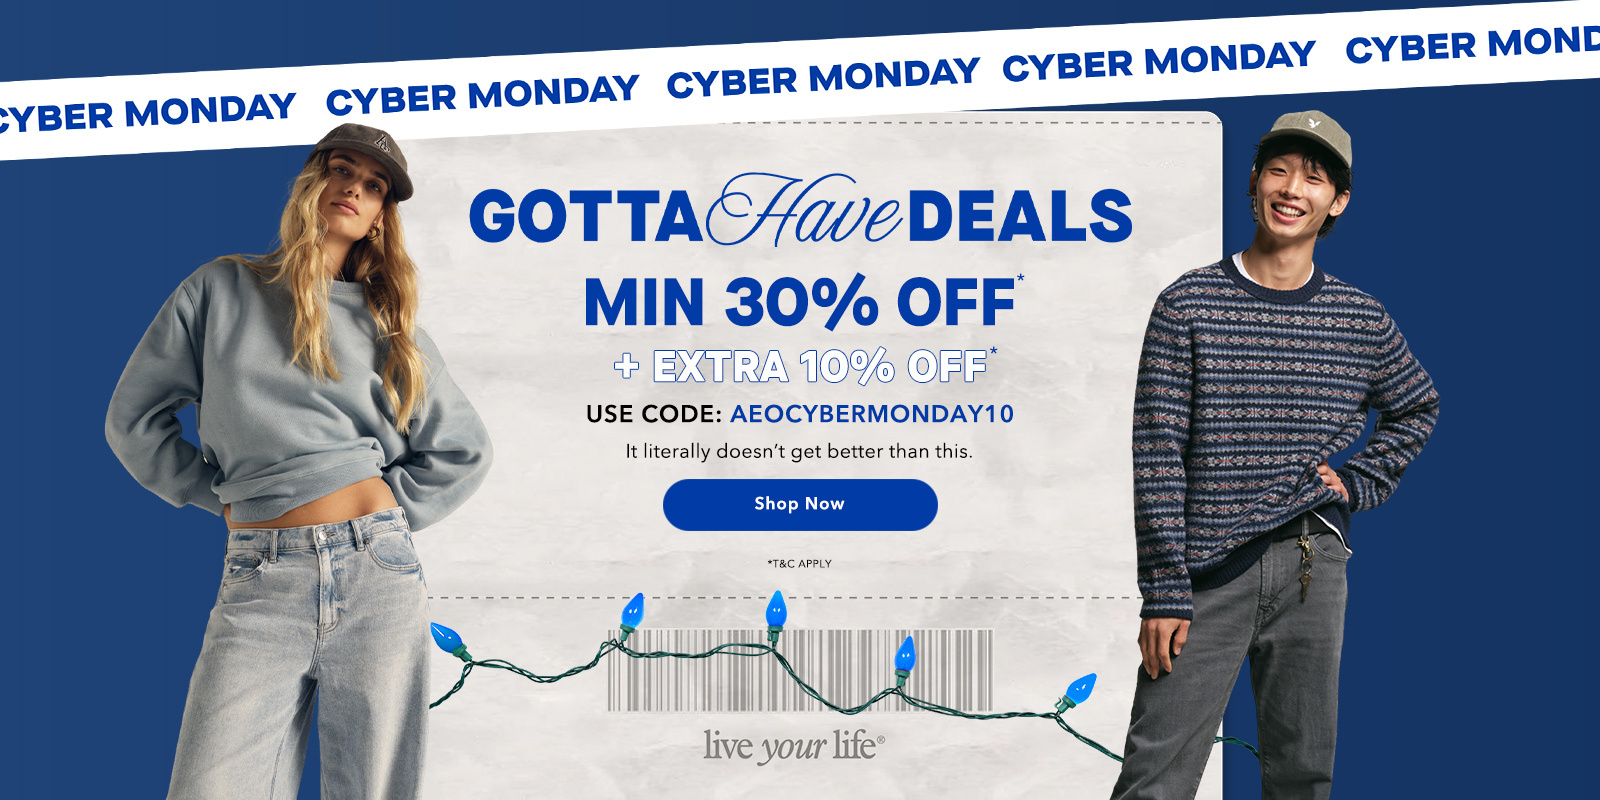 CYBER MONDAY CYBER MONDAY CYBER MONDAY CYBER MONDAY CYBER MOND
GOTTA Have DEALS
MIN 30% OFF*
+ EXTRA 10% OFF*
USE CODE: AEOCYBERMONDAY10
It literally doesn't get better than this.
Shop Now
*T&C APPLY
live your life®